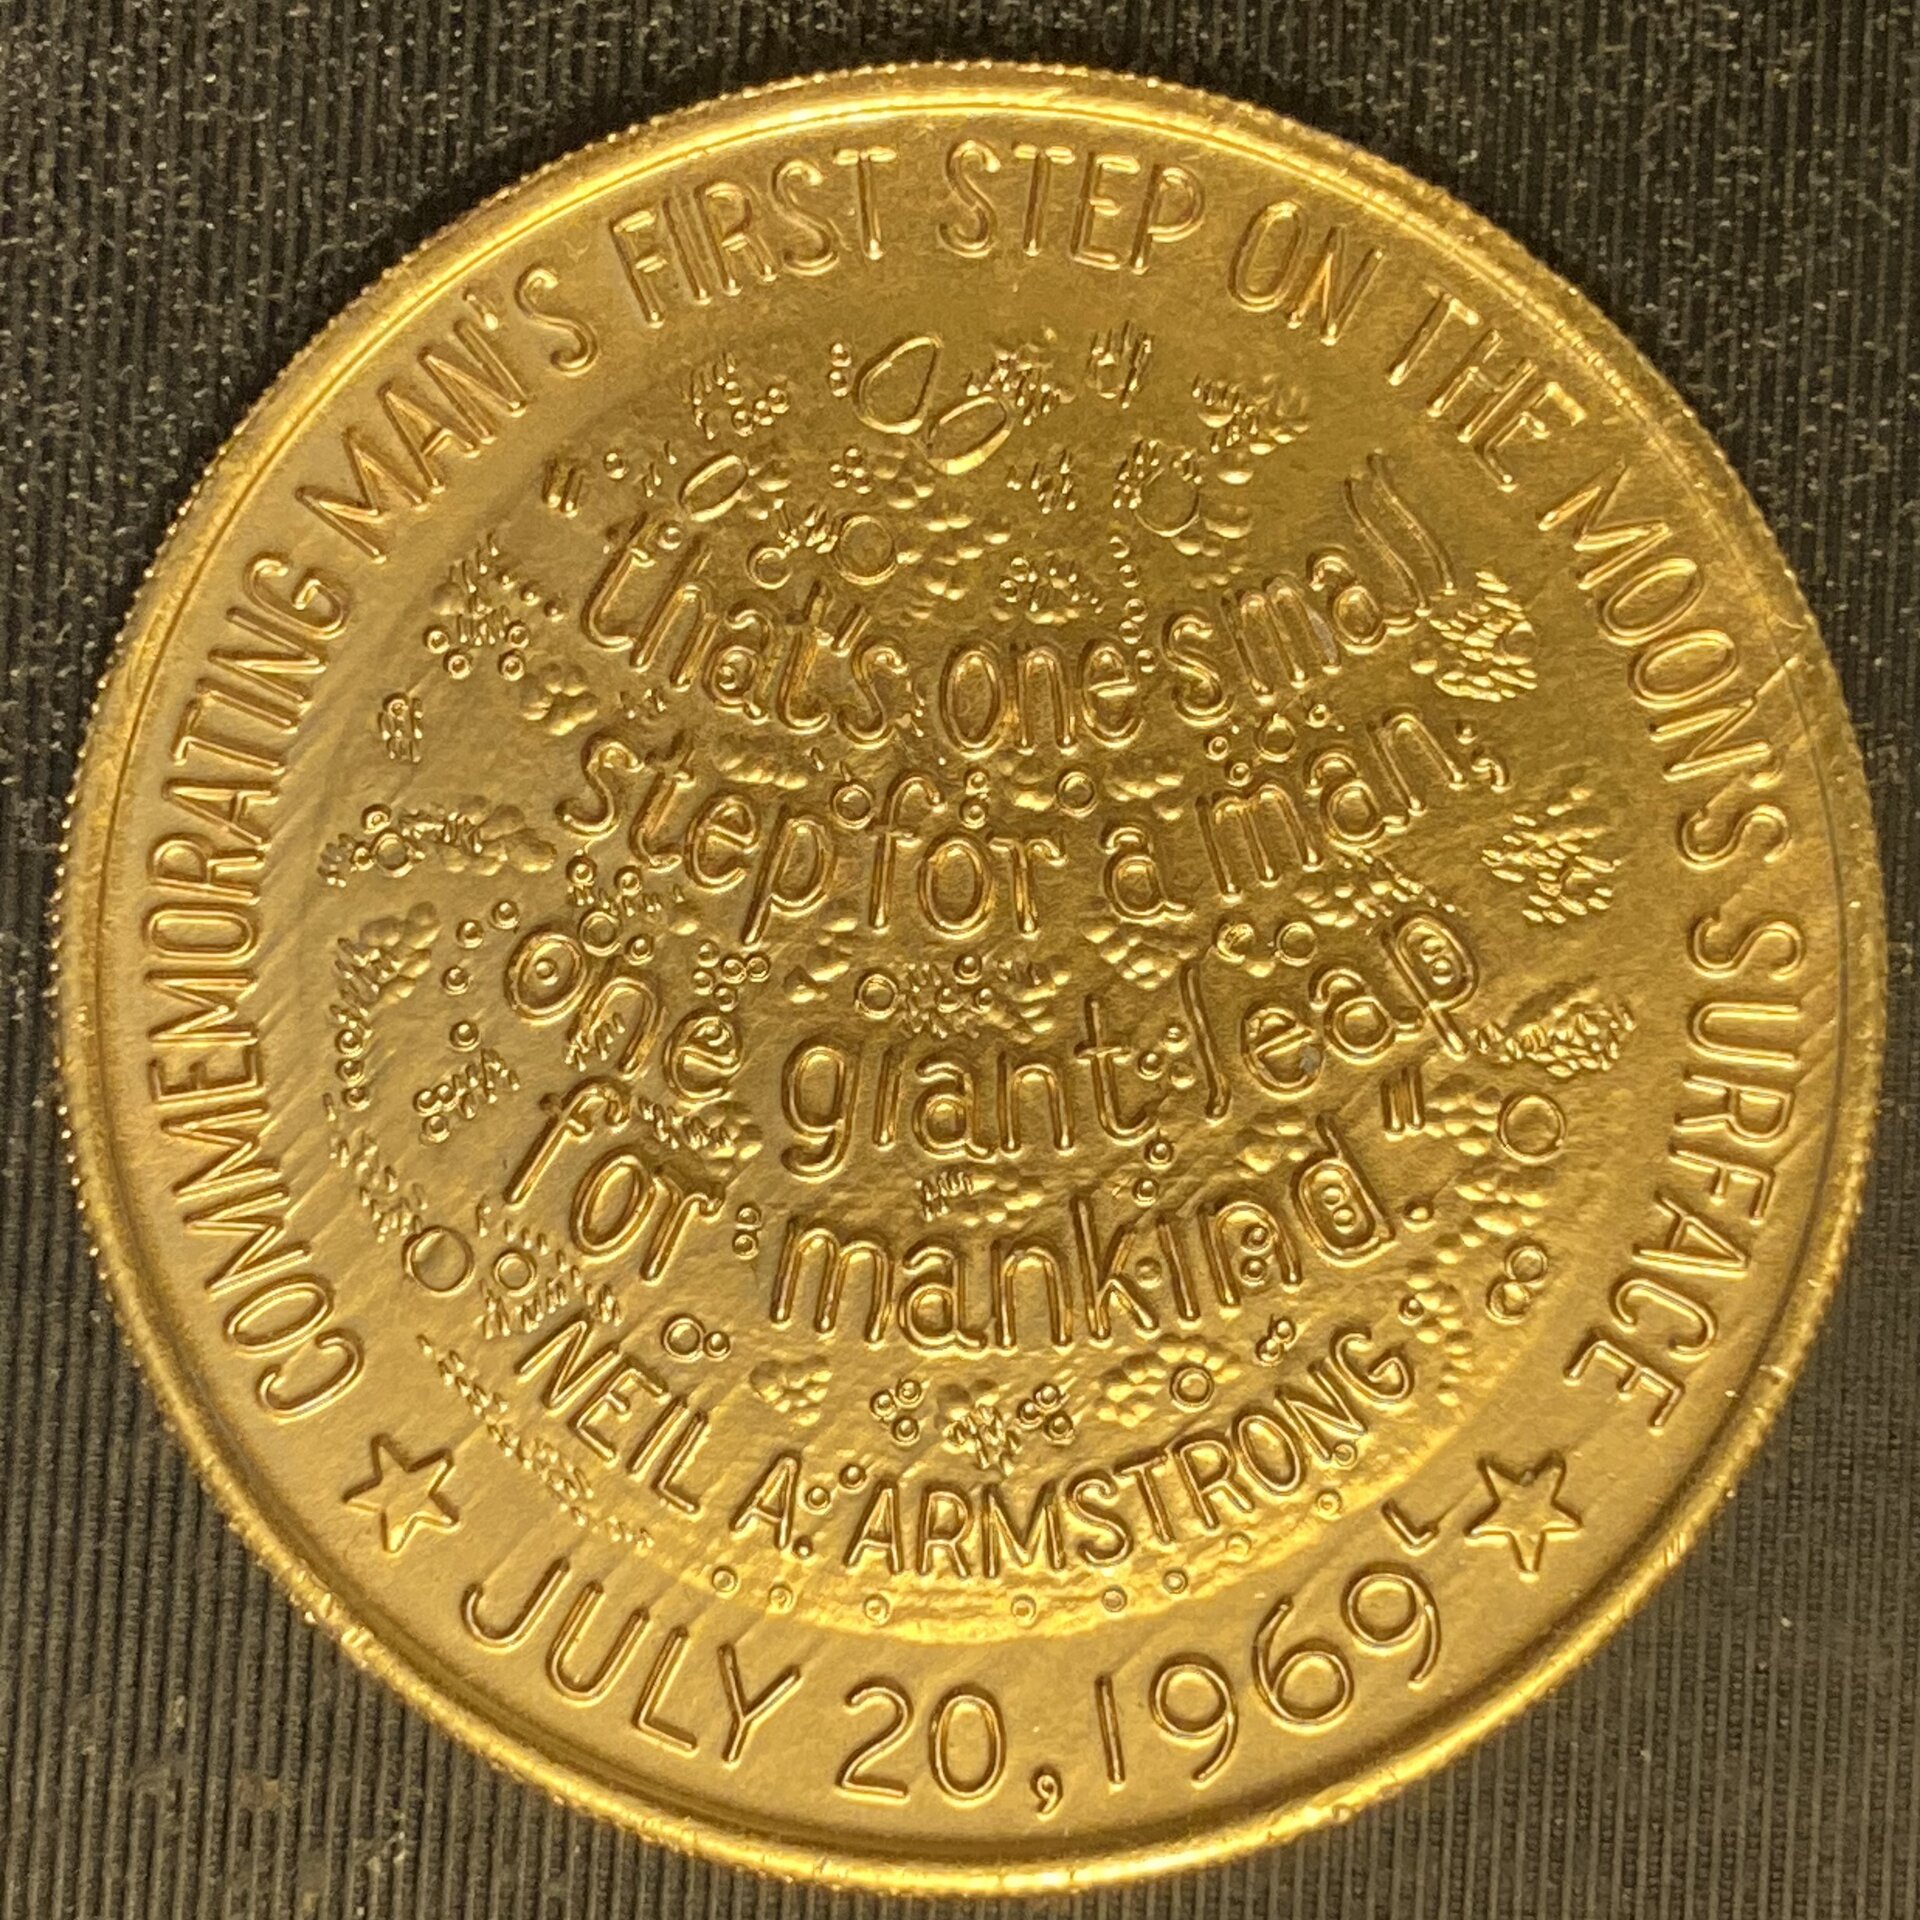 COMMEMORATING MAN'S FIRST STEP ON THE MOON'S SURFACE
"that's one small
step for a man,
one giant leap
for mankind."
NEIL A. ARMSTRONG
JULY 20, 1969